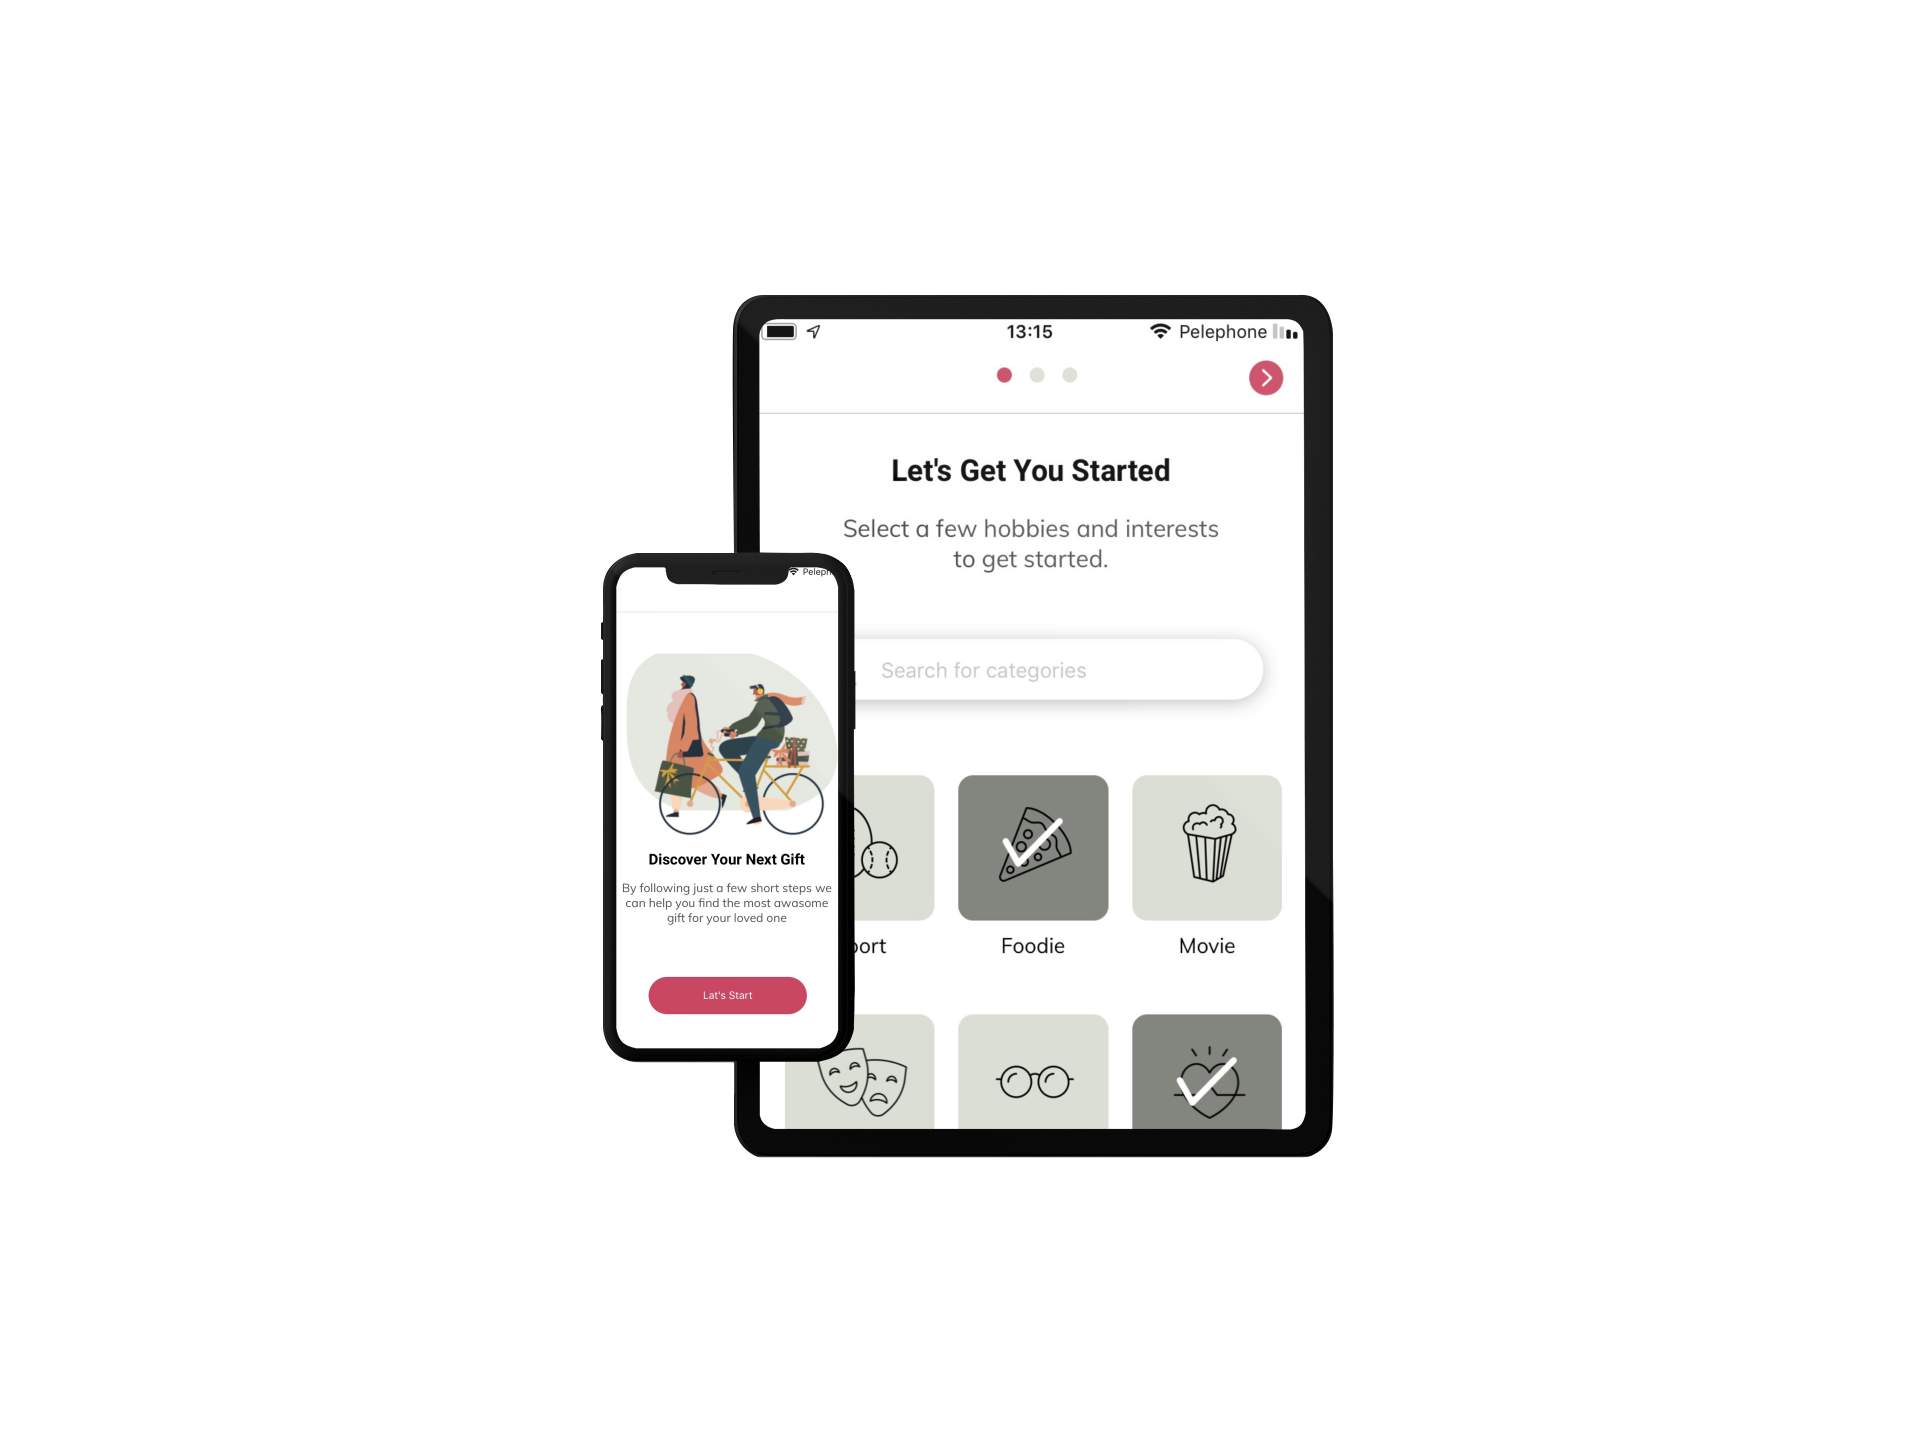 13:15
Pelephone
Let's Get You Started
Select a few hobbies and interests
to get started.
Search for categories
Foodie
Movie
Discover Your Next Gift
By following just a few short steps we
can help you find the most awasome
gift for your loved one
Lat's Start